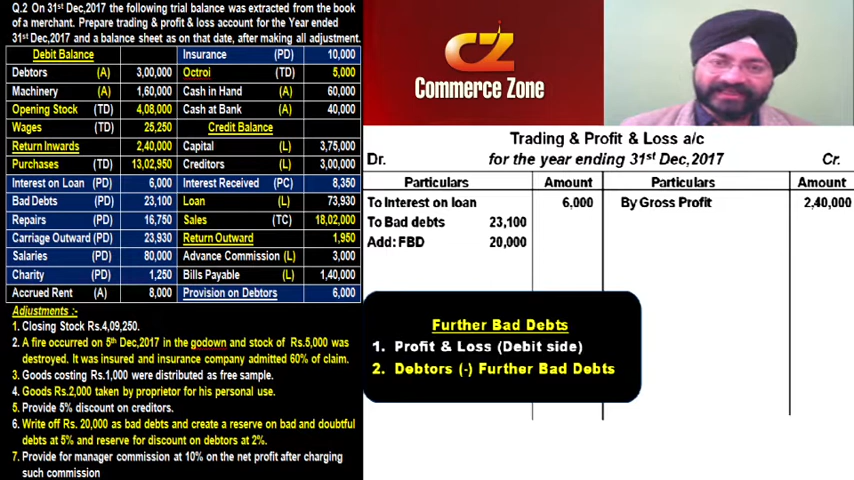 Q.2 On 31st Dec,2017 the following trial balance was extracted from the book
of a merchant. Prepare trading & profit & loss account for the Year ended
31st Dec,2017 and a balance sheet as on that date, after making all adjustment.
Debit Balance Insurance (PD) 10,000
Debtors (A) 3,00,000 Octroi (TD) 5,000
Machinery (A) 1,60,000 Cash in Hand (A) 60,000
Opening Stock (TD) 4,08,000 Cash at Bank (A) 40,000
Wages (TD) 25,250 Credit Balance
Return Inwards 2,40,000 Capital (L) 3,75,000
Purchases (TD) 13,02,950 Creditors (L) 3,00,000
Interest on Loan (PD) 6,000 Interest Received (PC) 8,350
Bad Debts (PD) 23,100 Loan (L) 73,930
Repairs (PD) 16,750 Sales (TC) 18,02,000
Carriage Outward (PD) 23,930 Return Outward 1,950
Salaries (PD) 80,000 Advance Commission (L) 3,000
Charity (PD) 1,250 Bills Payable (L) 1,40,000
Accrued Rent (A) 8,000 Provision on Debtors 6,000
Adjustments :-
1. Closing Stock Rs.4,09,250.
2. A fire occurred on 5th Dec,2017 in the godown and stock of Rs.5,000 was
destroyed. It was insured and insurance company admitted 60% of claim.
3. Goods costing Rs.1,000 were distributed as free sample.
4. Goods Rs.2,000 taken by proprietor for his personal use.
5. Provide 5% discount on creditors.
6. Write off Rs. 20,000 as bad debts and create a reserve on bad and doubtful
debts at 5% and reserve for discount on debtors at 2%.
7. Provide for manager commission at 10% on the net profit after charging
such commission
CZ
Commerce Zone
Trading & Profit & Loss a/c
Dr. for the year ending 31st Dec,2017 Cr.
Particulars Amount Particulars Amount
To Interest on loan 6,000 By Gross Profit 2,40,000
To Bad debts 23,100
Add: FBD 20,000
Further Bad Debts
1. Profit & Loss (Debit side)
2. Debtors (-) Further Bad Debts